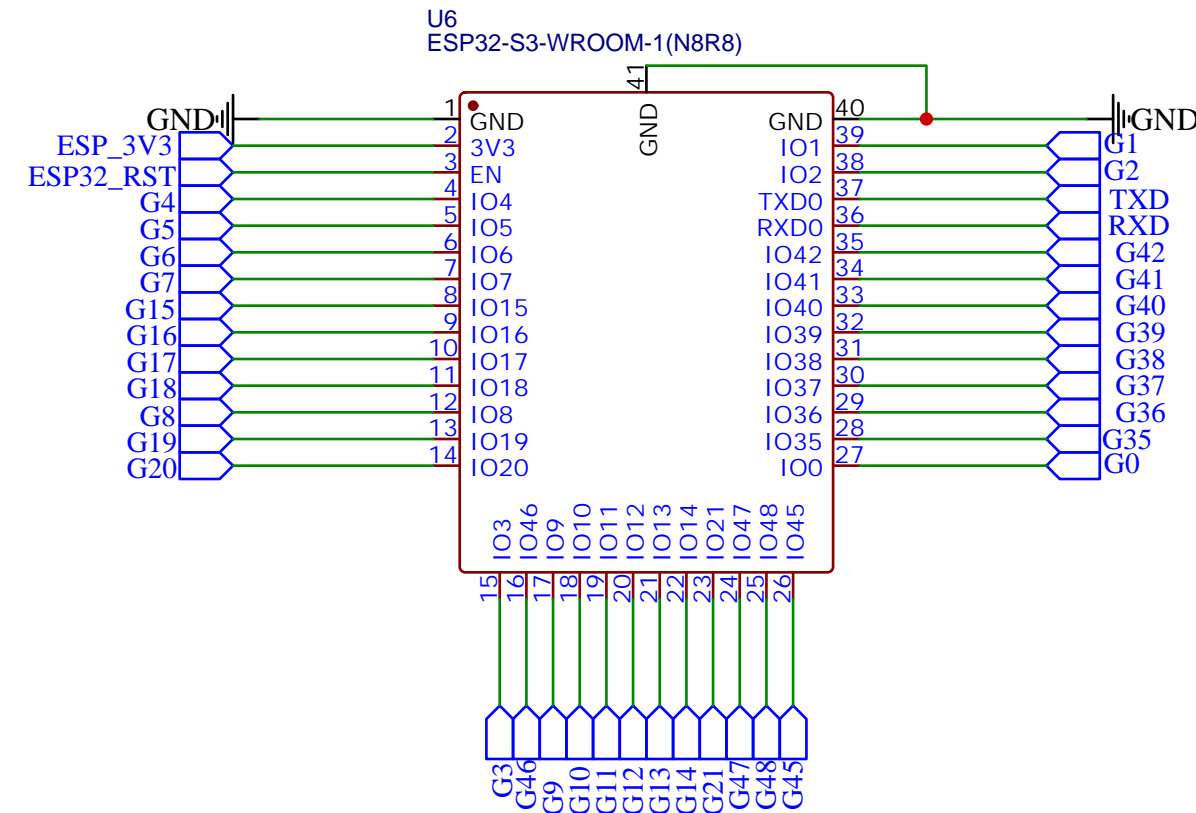 U6
ESP32-S3-WROOM-1(N8R8)
41
GND
GND 1 GND
ESP_3V3 2 3V3
ESP32_RST 3 EN
G4 4 IO4
G5 5 IO5
G6 6 IO6
G7 7 IO7
G15 8 IO15
G16 9 IO16
G17 10 IO17
G18 11 IO18
G8 12 IO8
G19 13 IO19
G20 14 IO20
GND 40 GND
IO1 39 G1
IO2 38 G2
TXD0 37 TXD
RXD0 36 RXD
IO42 35 G42
IO41 34 G41
IO40 33 G40
IO39 32 G39
IO38 31 G38
IO37 30 G37
IO36 29 G36
IO35 28 G35
IO0 27 G0
IO3 15 G3
IO46 16 G46
IO9 17 G9
IO10 18 G10
IO11 19 G11
IO12 20 G12
IO13 21 G13
IO14 22 G14
IO21 23 G21
IO47 24 G47
IO48 25 G48
IO45 26 G45